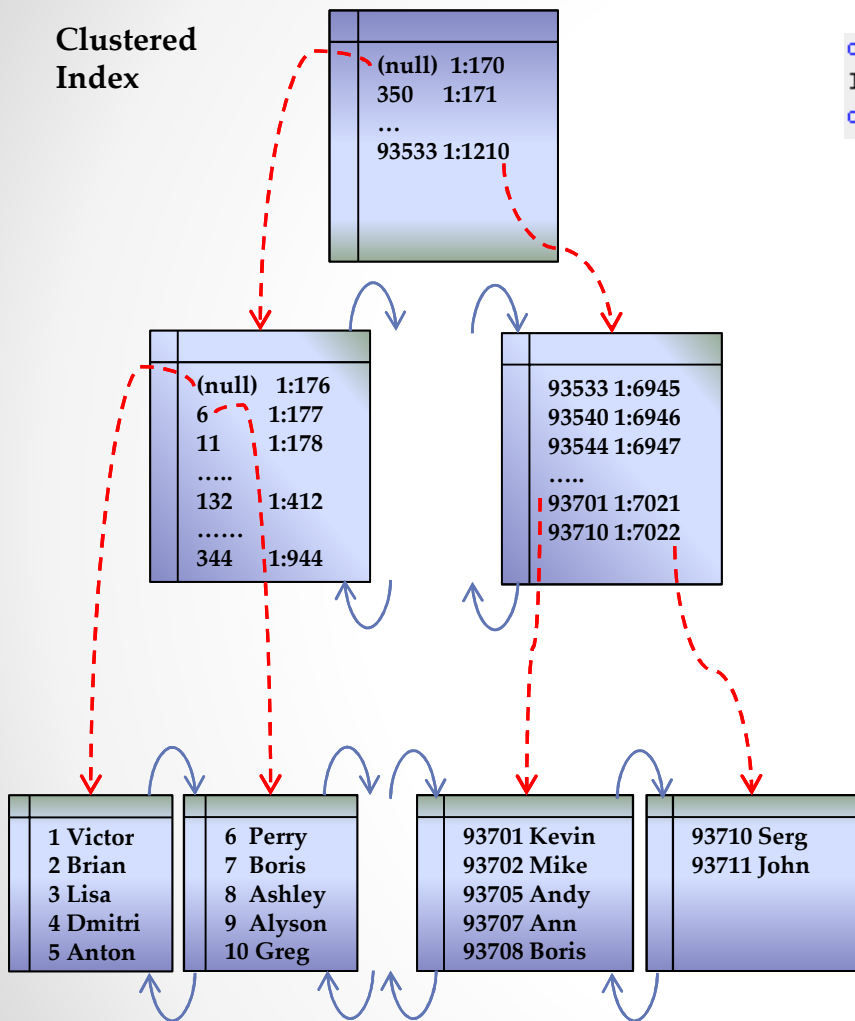 Clustered
Index
(null) 1:170
350 1:171
...
93533 1:1210
(null) 1:176
6 1:177
11 1:178
.....
132 1:412
......
344 1:944
93533 1:6945
93540 1:6946
93544 1:6947
.....
93701 1:7021
93710 1:7022
1 Victor
2 Brian
3 Lisa
4 Dmitri
5 Anton
6 Perry
7 Boris
8 Ashley
9 Alyson
10 Greg
93701 Kevin
93702 Mike
93705 Andy
93707 Ann
93708 Boris
93710 Serg
93711 John